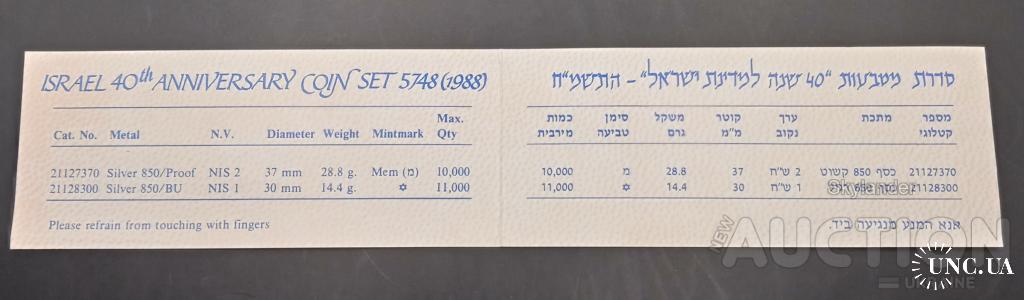 ISRAEL 40th ANNIVERSARY COIN SET 5748 (1988)
Cat. No. Metal N.V. Diameter Weight Mintmark Max. Qty
21127370 Silver 850/Proof NIS 2 37 mm 28.8 g. Mem (מ) 10,000
21128300 Silver 850/BU NIS 1 30 mm 14.4 g. ✡ 11,000
Please refrain from touching with fingers
סדרת מטבעות "40 שנה למדינת ישראל" – התשמ"ח
מספר קטלוגי מתכת ערך נקוב קוטר מ"מ משקל גרם סימן טביעה כמות מירבית
21127370 כסף 850 קשוט 2 ש"ח 37 28.8 מ 10,000
21128300 כסף 850 1 ש"ח 30 14.4 ✡ 11,000
אנא המנע מנגיעה ביד.
Skylander
NEW AUCTION
UKRAINE
UNC.UA